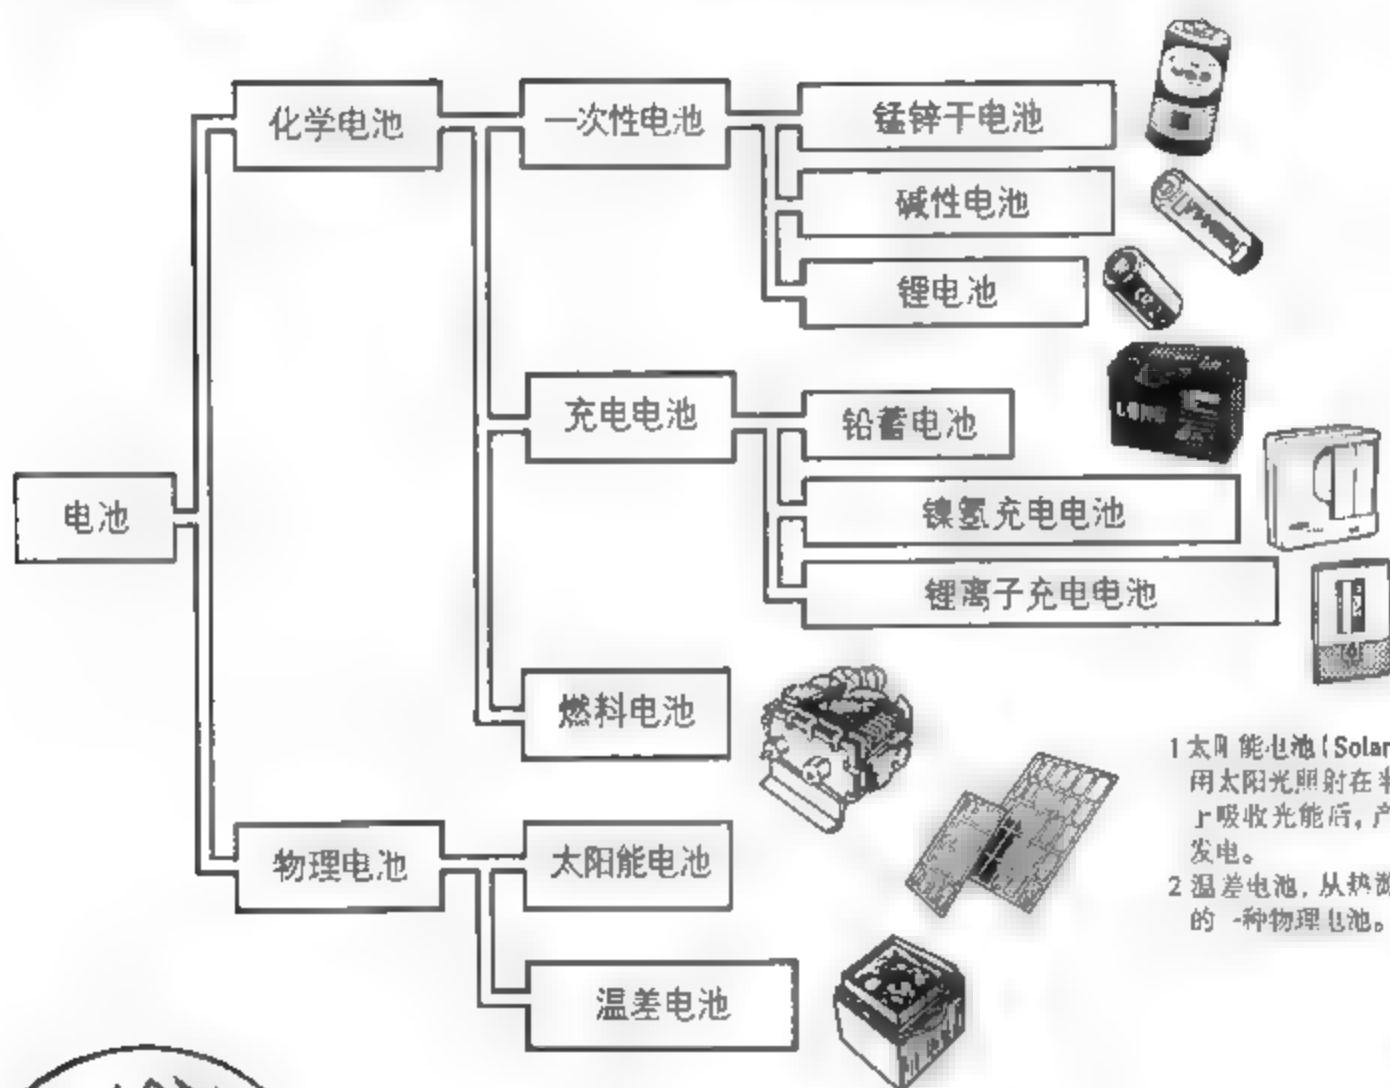 化学电池
一次性电池
锰锌干电池
碱性电池
锂电池
充电电池
铅蓄电池
LONG
电池
镍氢充电电池
锂离子充电电池
燃料电池
物理电池
太阳能电池
温差电池
1 太阳能电池(Solar
用太阳光照射在
上吸收光能后,产
发电。
2 温差电池,从热
的一种物理电池。